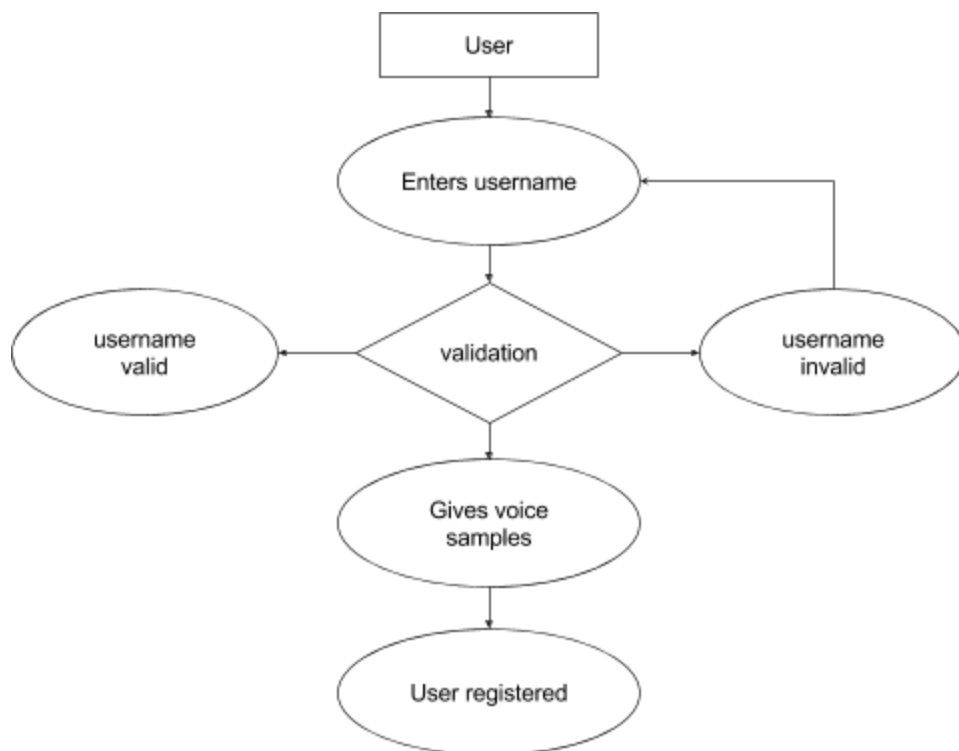 User
Enters username
username
valid
validation
username
invalid
Gives voice
samples
User registered